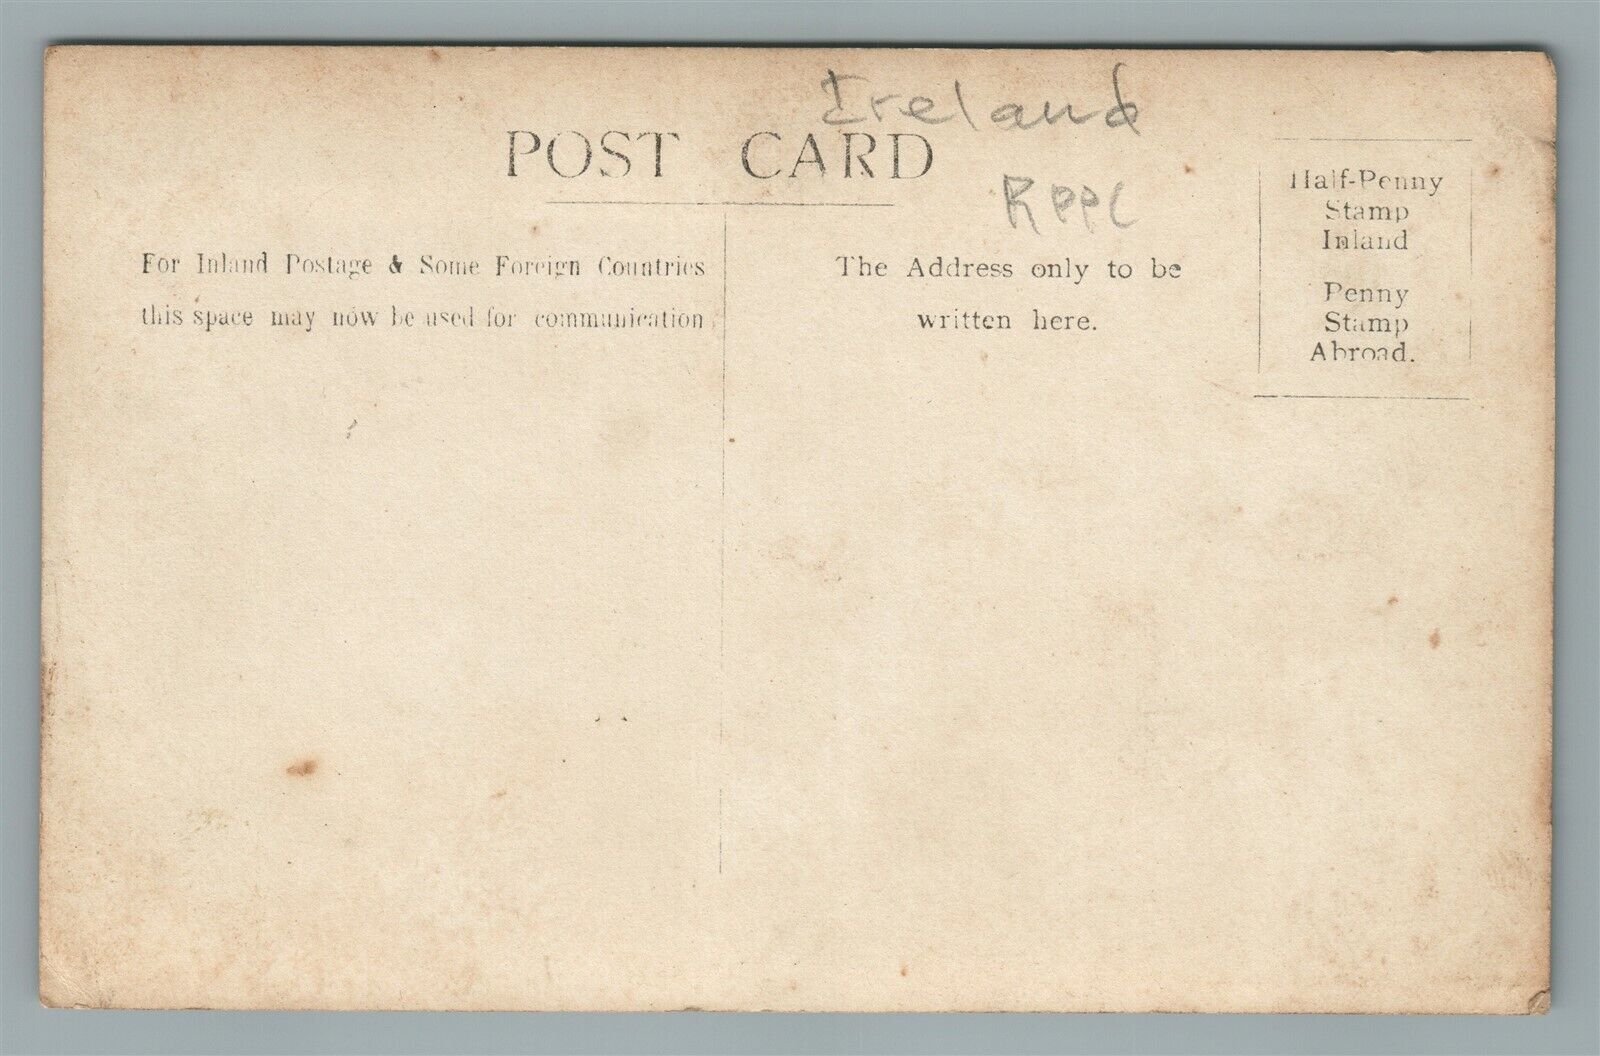 Ireland
POST CARD
RPPC
For Inland Postage & Some Foreign Countries
this space may now be used for communication
The Address only to be
written here.
Half-Penny
Stamp
Inland
Penny
Stamp
Abroad.